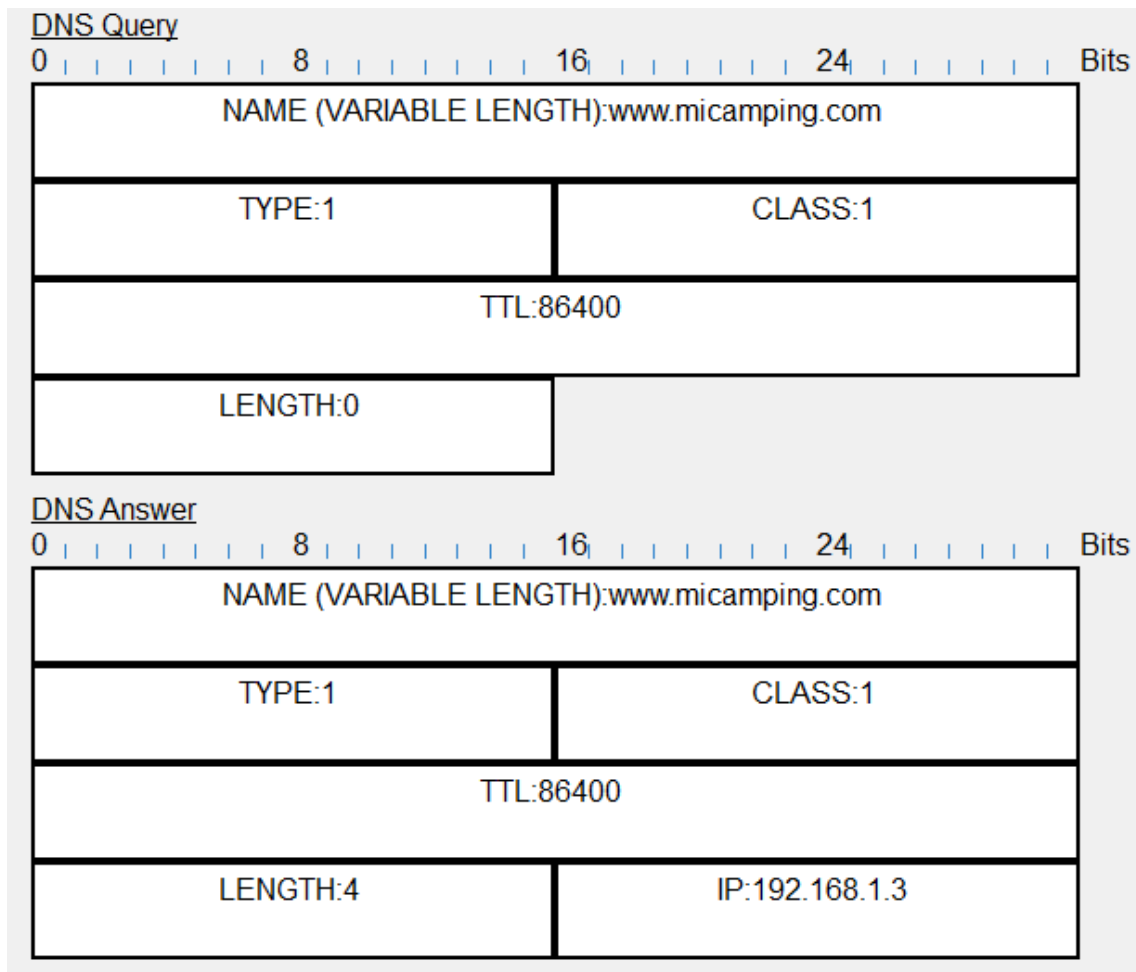 DNS Query
0 8 16 24 Bits
NAME (VARIABLE LENGTH):www.micamping.com
TYPE:1 CLASS:1
TTL:86400
LENGTH:0
DNS Answer
0 8 16 24 Bits
NAME (VARIABLE LENGTH):www.micamping.com
TYPE:1 CLASS:1
TTL:86400
LENGTH:4 IP:192.168.1.3